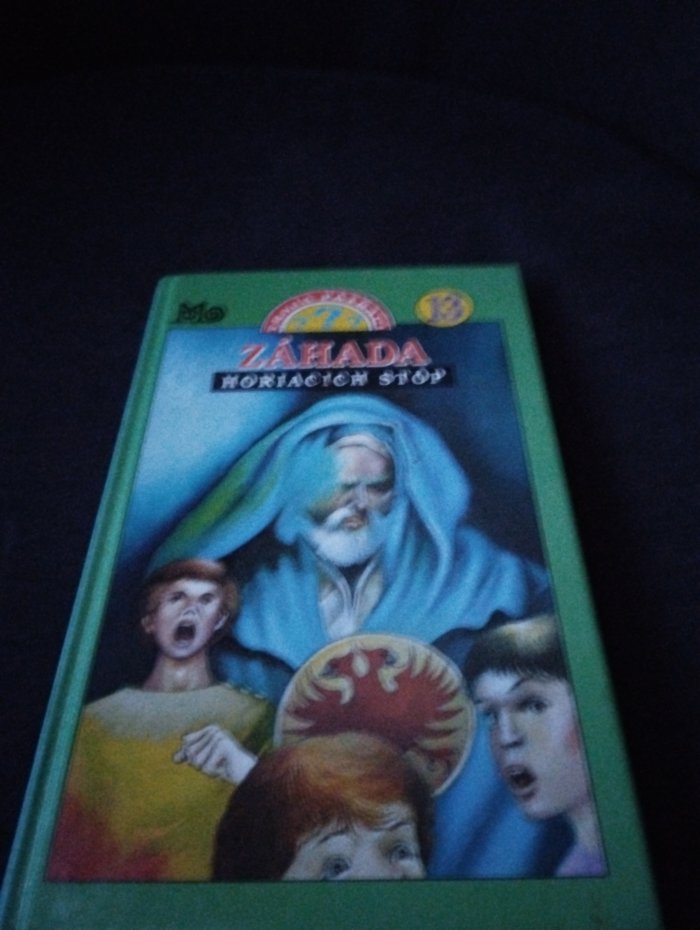 Mo
13
ZÁHADA
HORIACICH STÔP